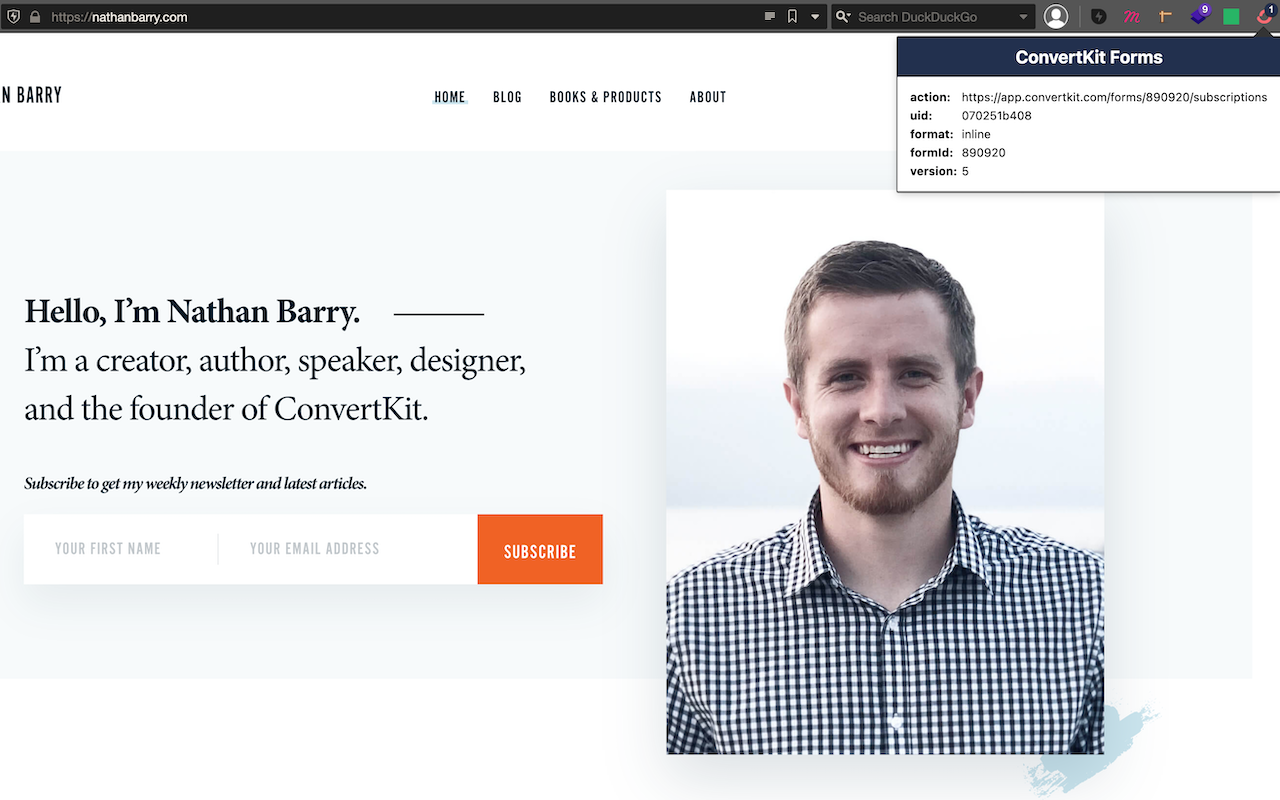 https://nathanbarry.com
Search DuckDuckGo
9
1
ConvertKit Forms
action: https://app.convertkit.com/forms/890920/subscriptions
uid: 070251b408
format: inline
formId: 890920
version: 5
N BARRY
HOME
BLOG
BOOKS & PRODUCTS
ABOUT
Hello, I’m Nathan Barry.
I’m a creator, author, speaker, designer,
and the founder of ConvertKit.
Subscribe to get my weekly newsletter and latest articles.
YOUR FIRST NAME
YOUR EMAIL ADDRESS
SUBSCRIBE